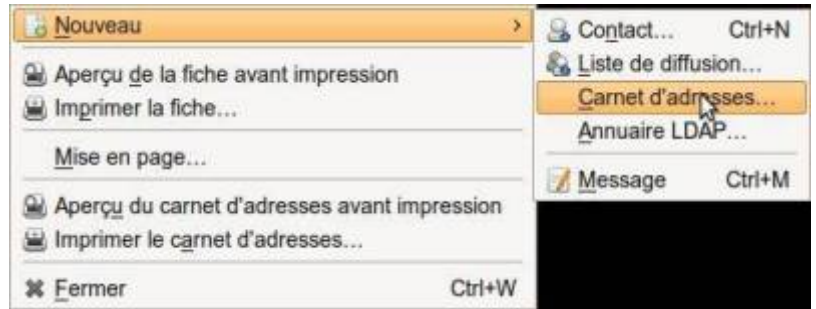 Nouveau
Aperçu de la fiche avant impression
Imprimer la fiche...
Mise en page...
Aperçu du carnet d'adresses avant impression
Imprimer le carnet d'adresses...
Fermer Ctrl+W
Contact... Ctrl+N
Liste de diffusion...
Carnet d'adresses...
Annuaire LDAP...
Message Ctrl+M